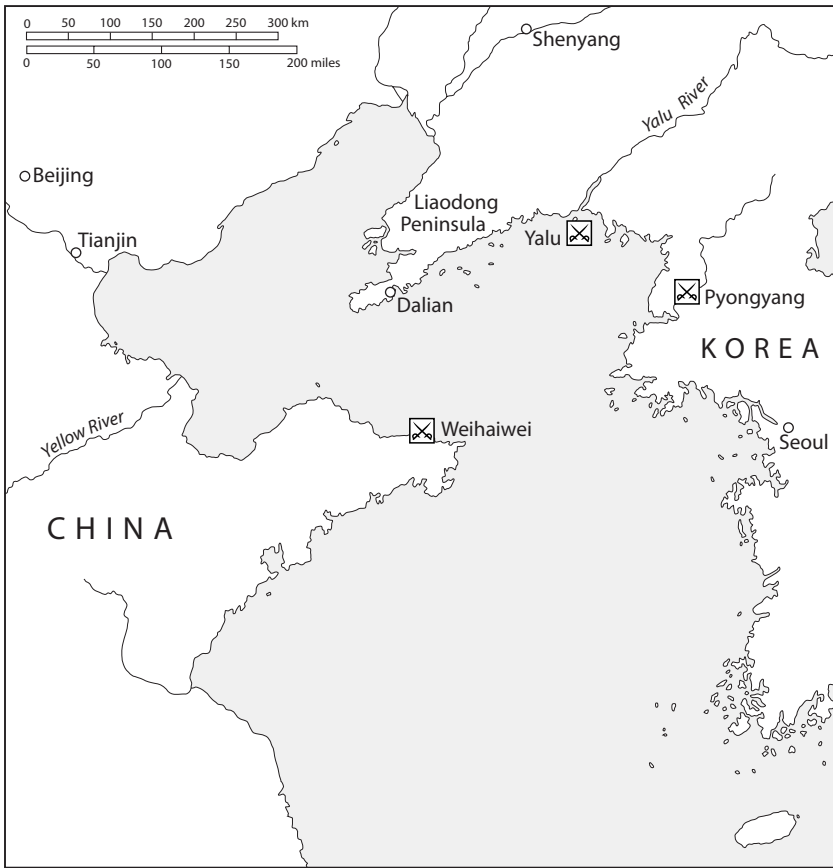 0 50 100 150 200 250 300 km
0 50 100 150 200 miles
Shenyang
Yalu River
Beijing
Liaodong
Peninsula
Tianjin
Yalu
Dalian
Pyongyang
KOREA
Yellow River
Weihaiwei
Seoul
CHINA